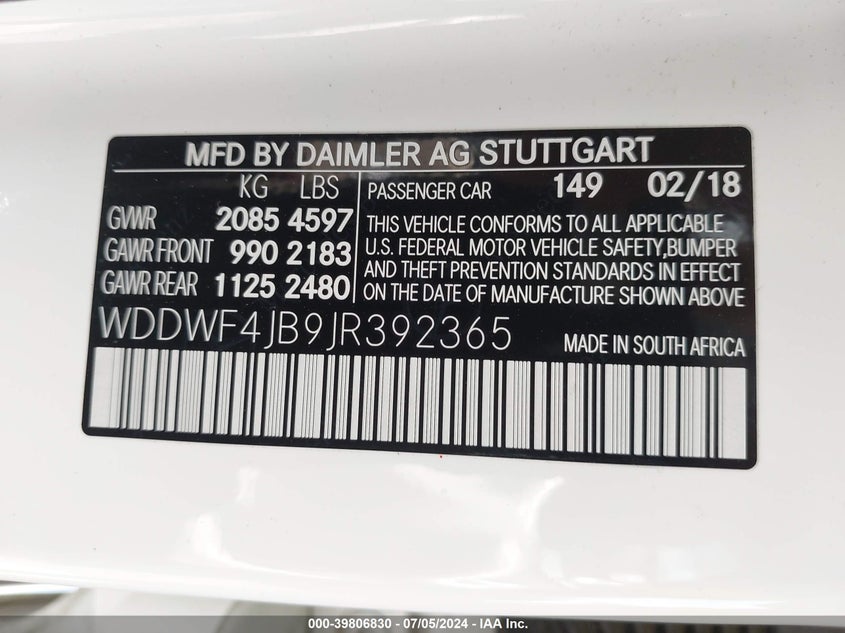 MFD BY DAIMLER AG STUTTGART
KG LBS
GVWR 2085 4597
GAWR FRONT 990 2183
GAWR REAR 1125 2480
PASSENGER CAR 149 02/18
THIS VEHICLE CONFORMS TO ALL APPLICABLE
U.S. FEDERAL MOTOR VEHICLE SAFETY,BUMPER
AND THEFT PREVENTION STANDARDS IN EFFECT
ON THE DATE OF MANUFACTURE SHOWN ABOVE
WDDWF4JB9JR392365
MADE IN SOUTH AFRICA
000-39806830 - 07/05/2024 - IAA Inc.